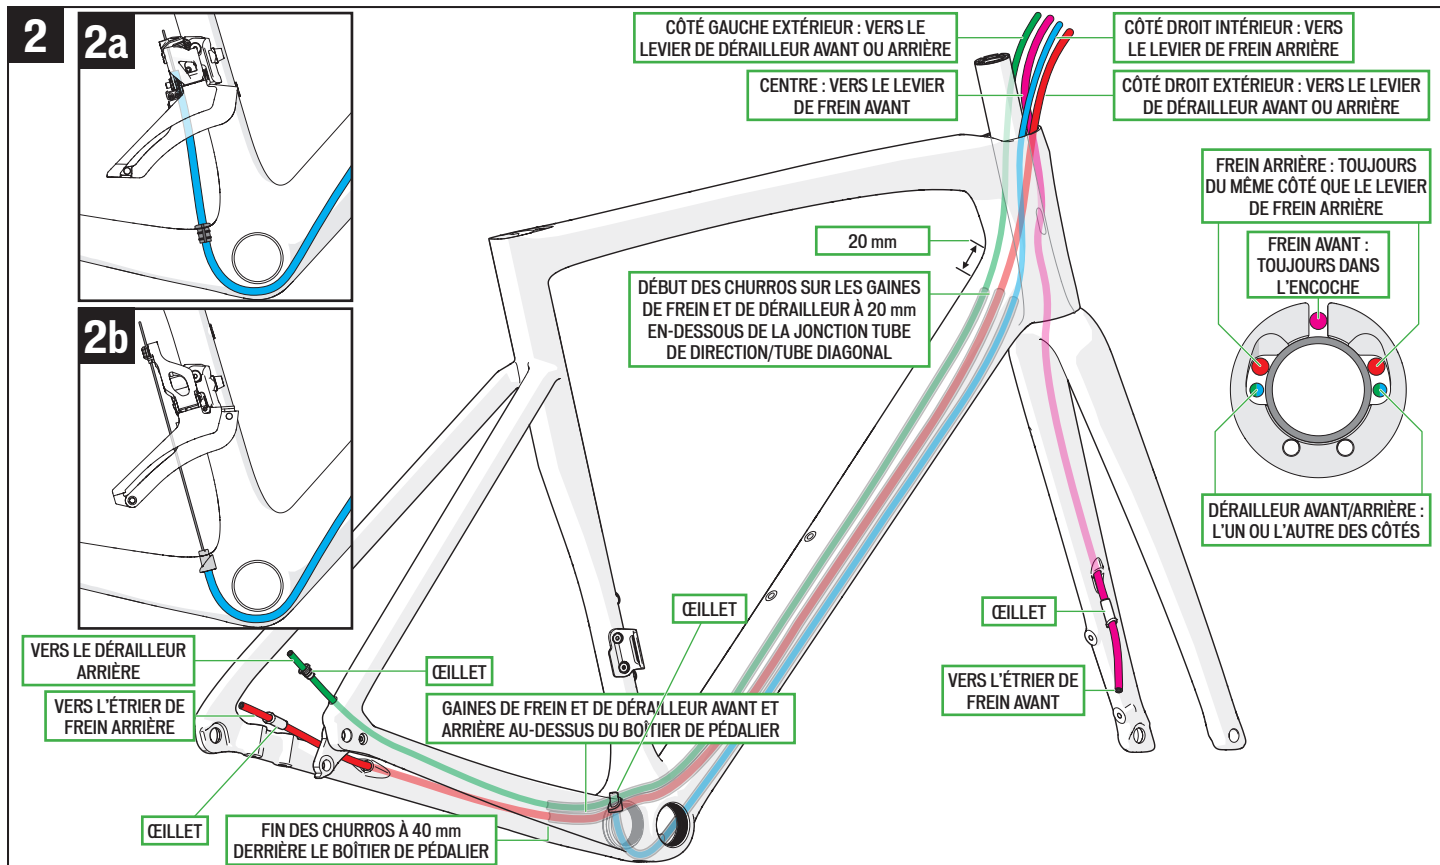 2
2a
2b
CÔTÉ GAUCHE EXTÉRIEUR : VERS LE
LEVIER DE DÉRAILLEUR AVANT OU ARRIÈRE
CÔTÉ DROIT INTÉRIEUR : VERS
LE LEVIER DE FREIN ARRIÈRE
CENTRE : VERS LE LEVIER
DE FREIN AVANT
CÔTÉ DROIT EXTÉRIEUR : VERS LE LEVIER
DE DÉRAILLEUR AVANT OU ARRIÈRE
FREIN ARRIÈRE : TOUJOURS
DU MÊME CÔTÉ QUE LE LEVIER
DE FREIN ARRIÈRE
20 mm
FREIN AVANT :
TOUJOURS DANS
L'ENCOCHE
DÉBUT DES CHURROS SUR LES GAINES
DE FREIN ET DE DÉRAILLEUR À 20 mm
EN-DESSOUS DE LA JONCTION TUBE
DE DIRECTION/TUBE DIAGONAL
DÉRAILLEUR AVANT/ARRIÈRE :
L'UN OU L'AUTRE DES CÔTÉS
ŒILLET
ŒILLET
VERS LE DÉRAILLEUR
ARRIÈRE
ŒILLET
VERS L'ÉTRIER DE
FREIN AVANT
VERS L'ÉTRIER DE
FREIN ARRIÈRE
GAINES DE FREIN ET DE DÉRAILLEUR AVANT ET
ARRIÈRE AU-DESSUS DU BOÎTIER DE PÉDALIER
ŒILLET
FIN DES CHURROS À 40 mm
DERRIÈRE LE BOÎTIER DE PÉDALIER